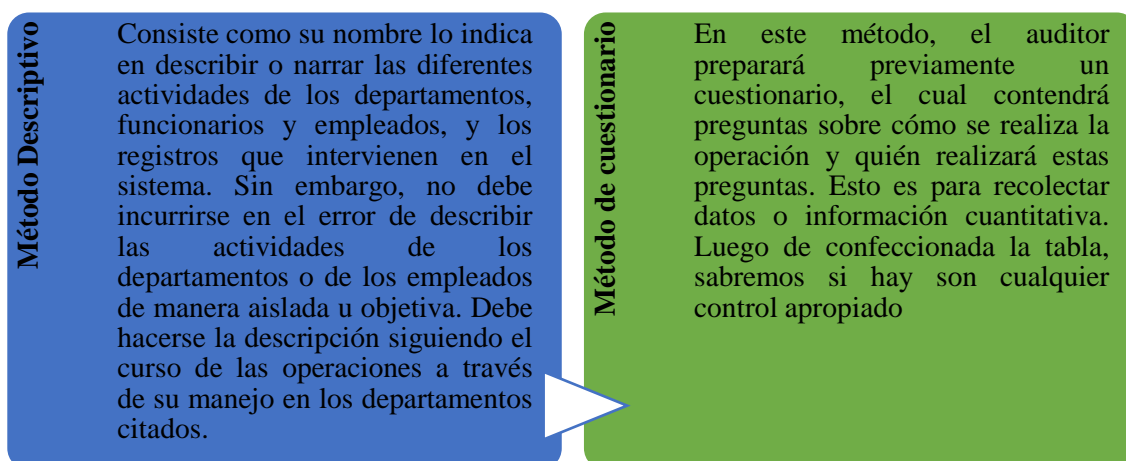 Método Descriptivo
Consiste como su nombre lo indica
en describir o narrar las diferentes
actividades de los departamentos,
funcionarios y empleados, y los
registros que intervienen en el
sistema. Sin embargo, no debe
incurrirse en el error de describir
las actividades de los
departamentos o de los empleados
de manera aislada u objetiva. Debe
hacerse la descripción siguiendo el
curso de las operaciones a través
de su manejo en los departamentos
citados.
Método de cuestionario
En este método, el auditor
preparará previamente un
cuestionario, el cual contendrá
preguntas sobre cómo se realiza la
operación y quién realizará estas
preguntas. Esto es para recolectar
datos o información cuantitativa.
Luego de confeccionada la tabla,
sabremos si hay son cualquier
control apropiado